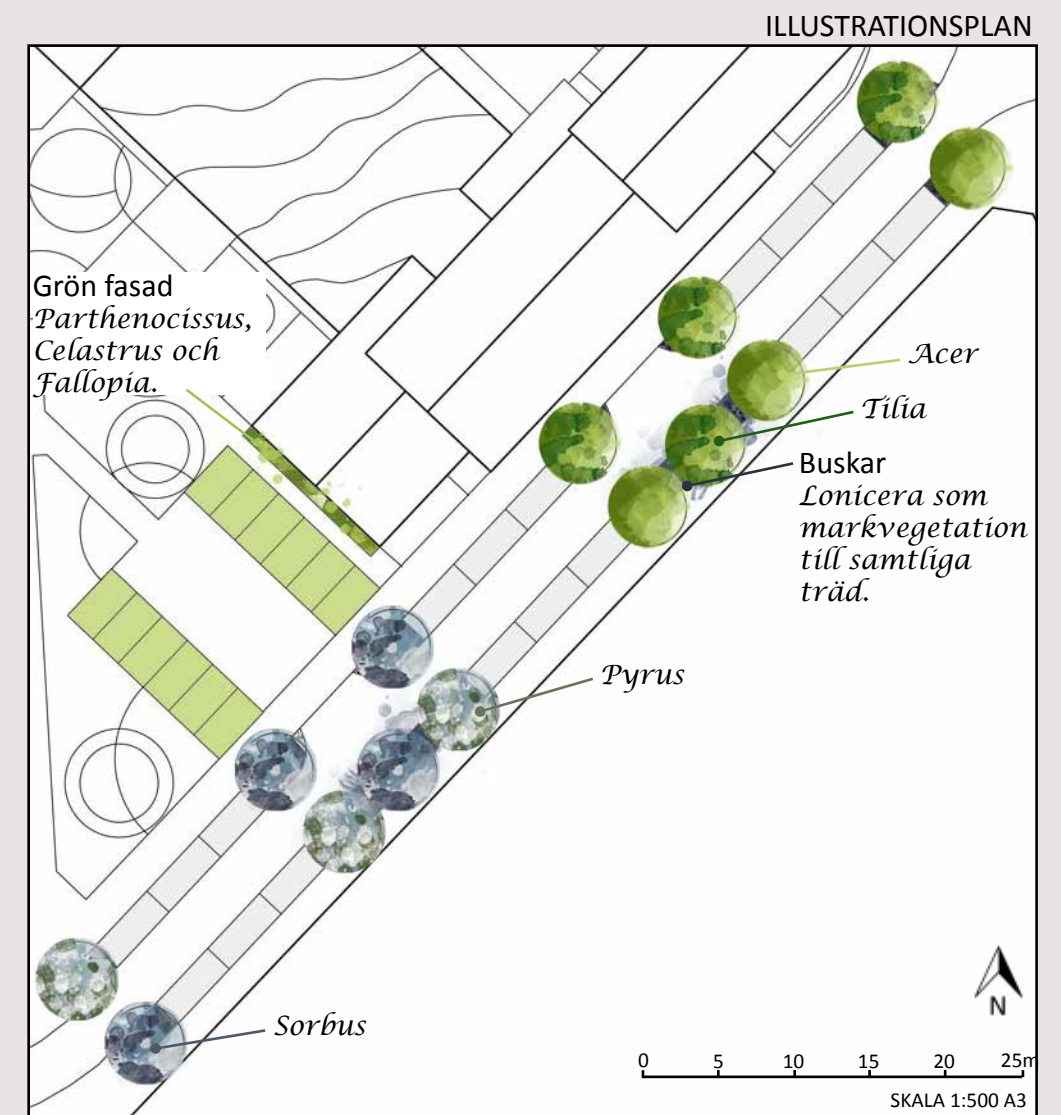 ILLUSTRATIONSPLAN
Grön fasad
Parthenocissus,
Celastrus och
Fallopia.
Acer
Tilia
Buskar
Lonicera som
markvegetation
till samtliga
träd.
Pyrus
Sorbus
N
0 5 10 15 20 25m
SKALA 1:500 A3